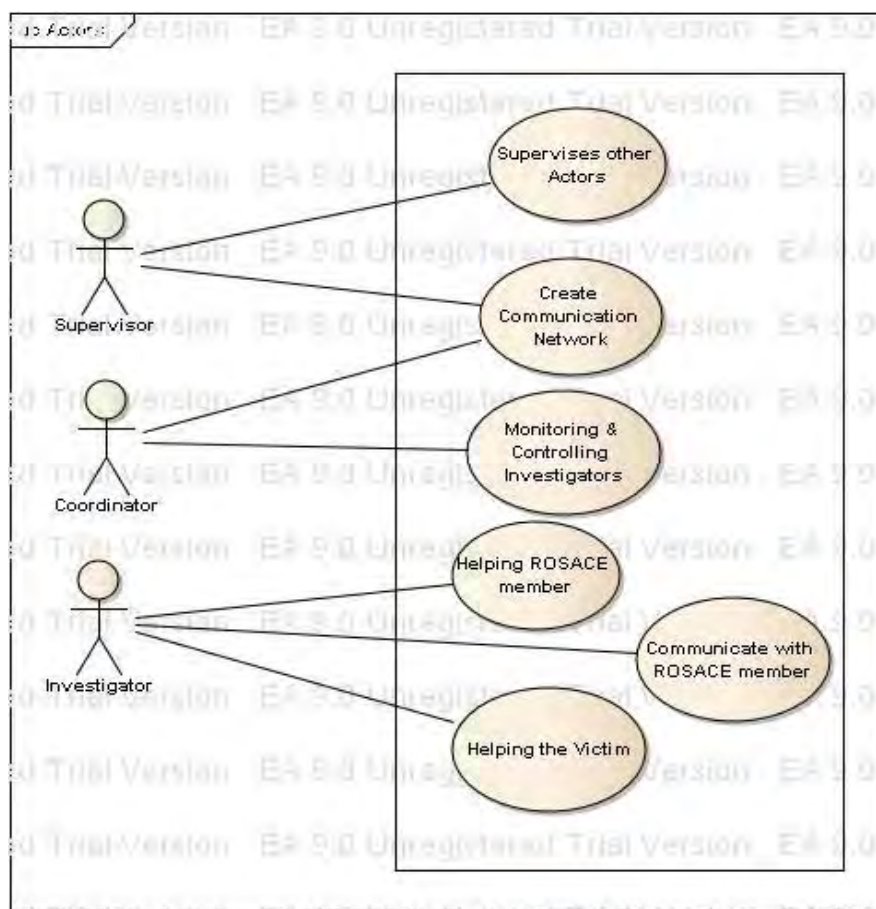 uc Actors
EA 9.0 Unregistered Trial Version
Supervises other
Actors
Supervisor
Create
Communication
Network
Coordinator
Monitoring &
Controlling
Investigators
Investigator
Helping ROSACE
member
Communicate with
ROSACE member
Helping the Victim